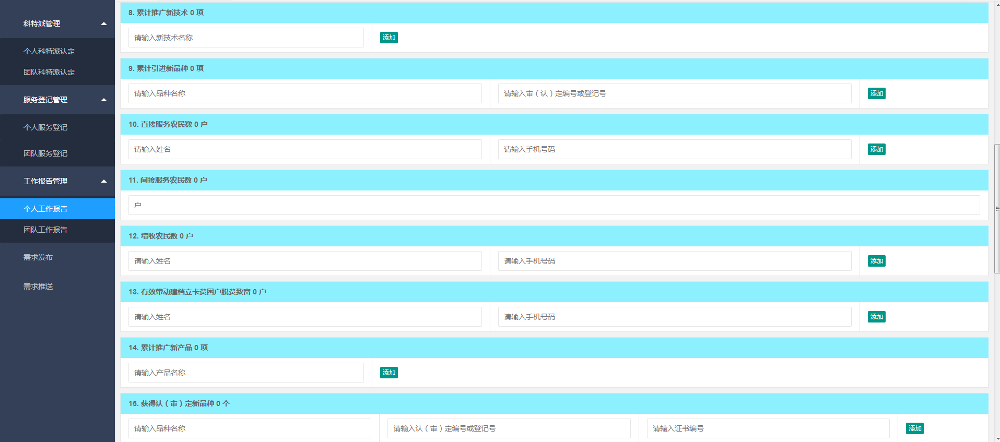 科特派管理
个人科特派认定
团队科特派认定
服务登记管理
个人服务登记
团队服务登记
工作报告管理
个人工作报告
团队工作报告
需求发布
需求推送
8. 累计推广新技术 0 项
请输入新技术名称 添加
9. 累计引进新品种 0 项
请输入品种名称 请输入审（认）定编号或登记号 添加
10. 直接服务农民数 0 户
请输入姓名 请输入手机号码 添加
11. 间接服务农民数 0 户
户
12. 增收农民数 0 户
请输入姓名 请输入手机号码 添加
13. 有效带动建档立卡贫困户脱贫致富 0 户
请输入姓名 请输入手机号码 添加
14. 累计推广新产品 0 项
请输入产品名称 添加
15. 获得认（审）定新品种 0 个
请输入品种名称 请输入认（审）定编号或登记号 请输入证书编号 添加